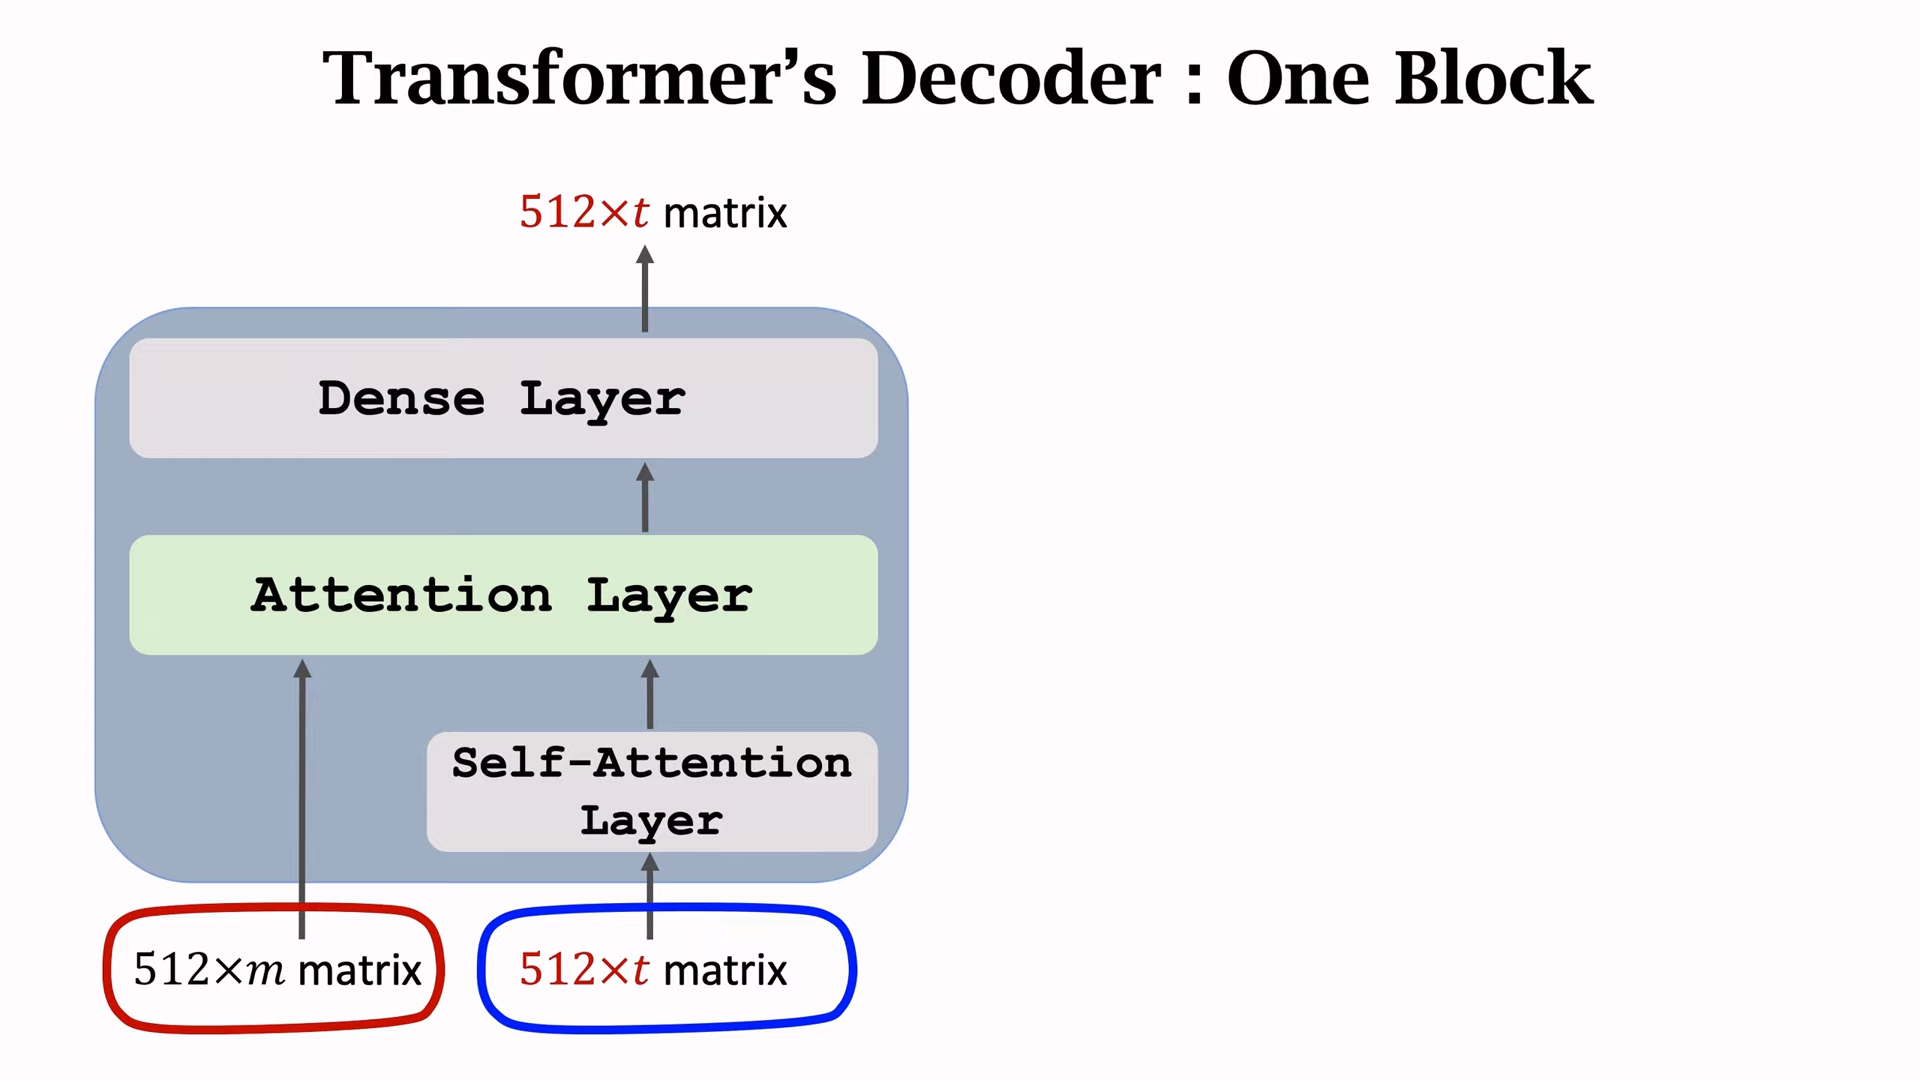 Transformer’s Decoder : One Block
512×t matrix
Dense Layer
Attention Layer
Self-Attention
Layer
512×m matrix
512×t matrix